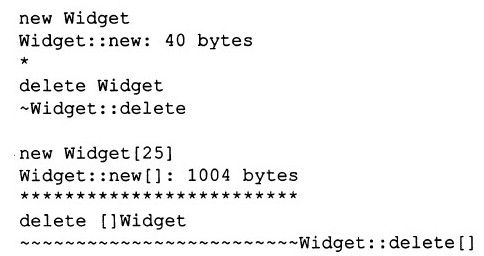 new Widget
Widget::new: 40 bytes
*
delete Widget
~Widget::delete

new Widget[25]
Widget::new[]: 1004 bytes
*************************
delete []Widget
~~~~~~~~~~~~~~~~~~~~~~~~~Widget::delete[]